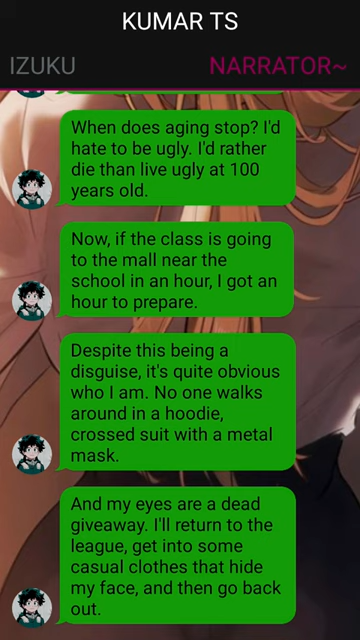 KUMAR TS
IZUKU
NARRATOR~
When does aging stop? I'd
hate to be ugly. I'd rather
die than live ugly at 100
years old.
Now, if the class is going
to the mall near the
school in an hour, I got an
hour to prepare.
Despite this being a
disguise, it's quite obvious
who I am. No one walks
around in a hoodie,
crossed suit with a metal
mask.
And my eyes are a dead
giveaway. I'll return to the
league, get into some
casual clothes that hide
my face, and then go back
out.